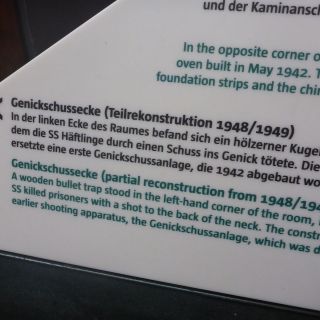 und der Kaminansch
In the opposite corner o
oven built in May 1942. T
foundation strips and the chi
Genickschussecke (Teilrekonstruktion 1948/1949)
In der linken Ecke des Raumes befand sich ein hölzerner Kuge
dem die SS Häftlinge durch einen Schuss ins Genick tötete. Die
ersetzte eine erste Genickschussanlage, die 1942 abgebaut wo
Genickschussecke (partial reconstruction from 1948/194
A wooden bullet trap stood in the left-hand corner of the room,
SS killed prisoners with a shot to the back of the neck. The constr
earlier shooting apparatus, the Genickschussanlage, which was d